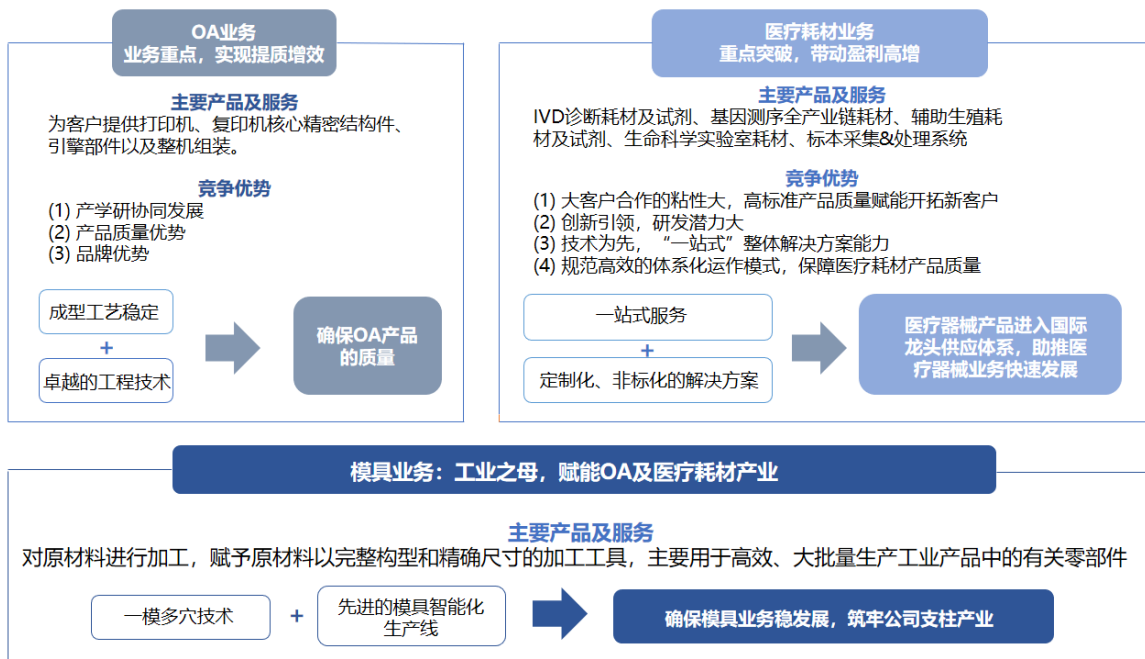 OA业务
业务重点，实现提质增效
主要产品及服务
为客户提供打印机、复印机核心精密结构件、
引擎部件以及整机组装。
竞争优势
(1) 产学研协同发展
(2) 产品质量优势
(3) 品牌优势
成型工艺稳定
+
卓越的工程技术
确保OA产品
的质量
医疗耗材业务
重点突破，带动盈利高增
主要产品及服务
IVD诊断耗材及试剂、基因测序全产业链耗材、辅助生殖耗
材及试剂、生命科学实验室耗材、标本采集&处理系统
竞争优势
(1) 大客户合作的粘性大，高标准产品质量赋能开拓新客户
(2) 创新引领，研发潜力大
(3) 技术为先，“一站式”整体解决方案能力
(4) 规范高效的体系化运作模式，保障医疗耗材产品质量
一站式服务
+
定制化、非标化的解决方案
医疗器械产品进入国际
龙头供应体系，助推医
疗器械业务快速发展
模具业务：工业之母，赋能OA及医疗耗材产业
主要产品及服务
对原材料进行加工，赋予原材料以完整构型和精确尺寸的加工工具，主要用于高效、大批量生产工业产品中的有关零部件
一模多穴技术
+
先进的模具智能化
生产线
确保模具业务稳发展，筑牢公司支柱产业